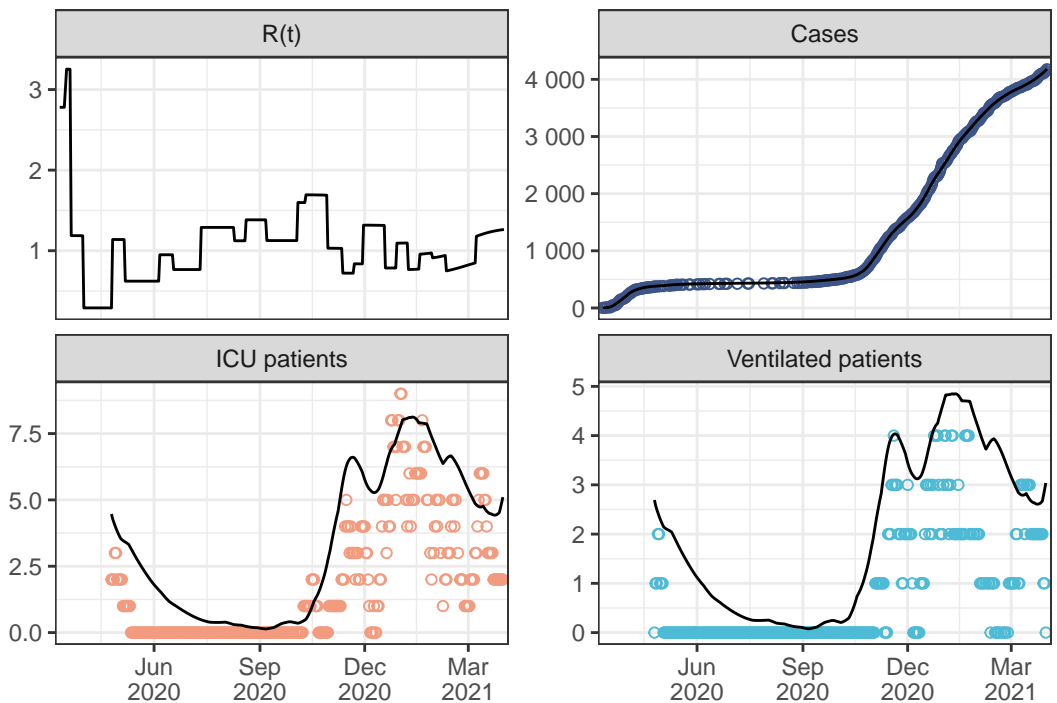 R(t)
Cases
3
2
1
4 000
3 000
2 000
1 000
0
ICU patients
Ventilated patients
7.5
5.0
2.5
0.0
5
4
3
2
1
0
Jun Sep Dec Mar
2020 2020 2020 2021
Jun Sep Dec Mar
2020 2020 2020 2021